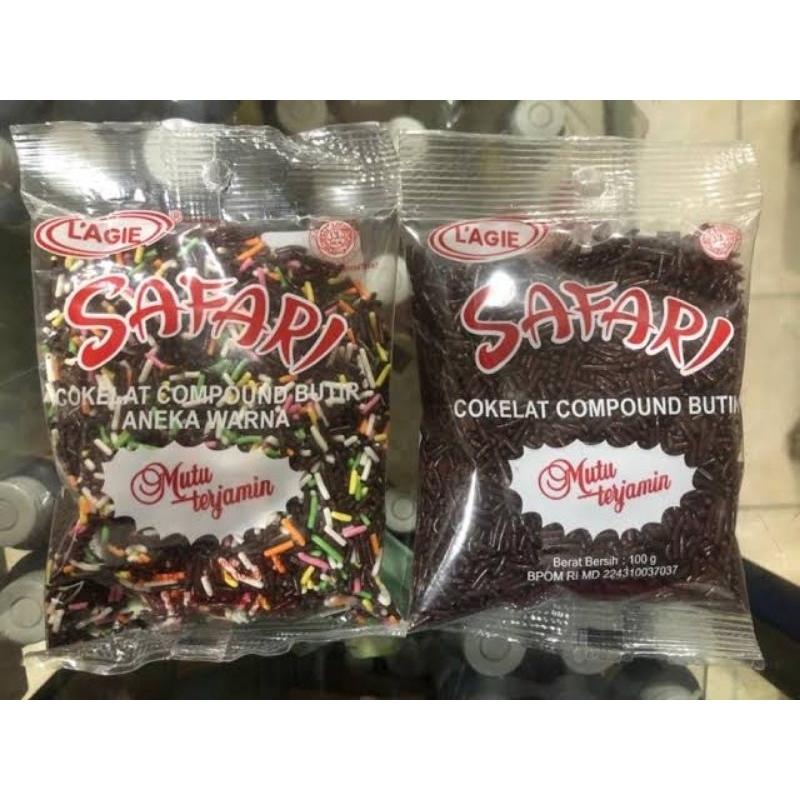 L'AGIE
SAFARI
COKELAT COMPOUND BUTIR
ANEKA WARNA
Mutu
terjamin
L'AGIE
SAFARI
COKELAT COMPOUND BUTI
Mutu
terjamin
Berat Bersih : 100 g
BPOM RI MD 224310037037